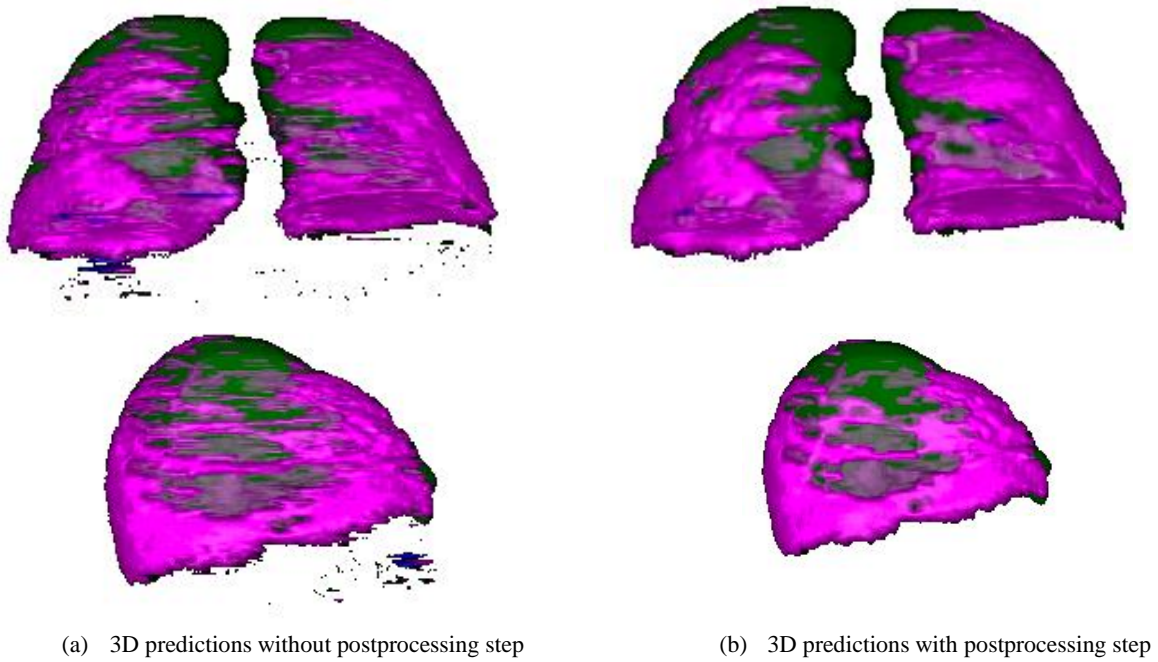 (a) 3D predictions without postprocessing step
(b) 3D predictions with postprocessing step